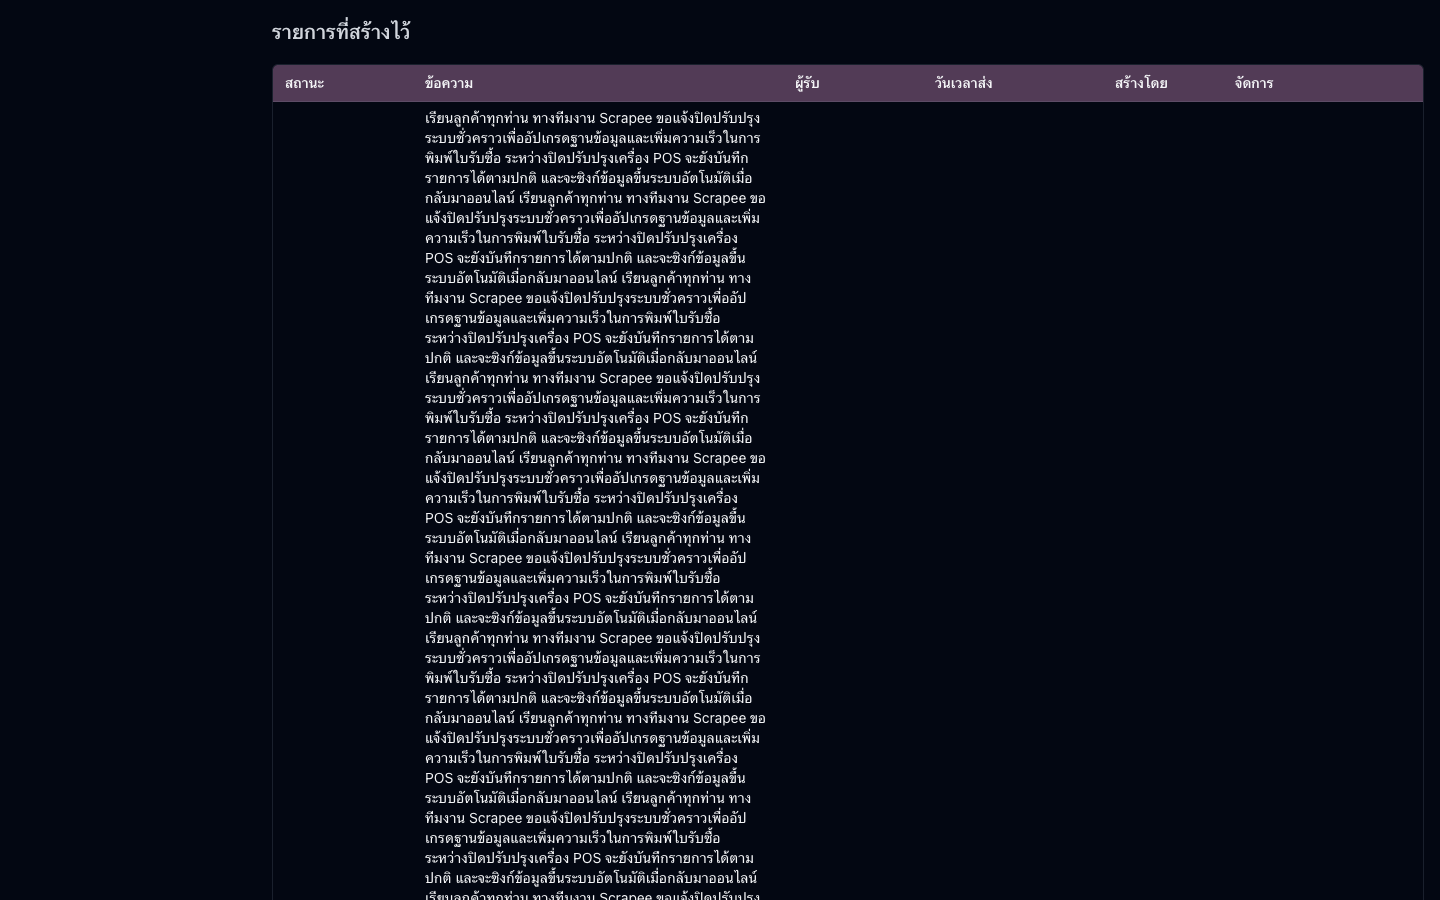 รายการที่สร้างไว้
สถานะ ข้อความ ผู้รับ วันเวลาส่ง สร้างโดย จัดการ
เรียนลูกค้าทุกท่าน ทางทีมงาน Scrapee ขอแจ้งปิดปรับปรุง
ระบบชั่วคราวเพื่ออัปเกรดฐานข้อมูลและเพิ่มความเร็วในการ
พิมพ์ใบรับซื้อ ระหว่างปิดปรับปรุงเครื่อง POS จะยังบันทึก
รายการได้ตามปกติ และจะซิงก์ข้อมูลขึ้นระบบอัตโนมัติเมื่อ
กลับมาออนไลน์ เรียนลูกค้าทุกท่าน ทางทีมงาน Scrapee ขอ
แจ้งปิดปรับปรุงระบบชั่วคราวเพื่ออัปเกรดฐานข้อมูลและเพิ่ม
ความเร็วในการพิมพ์ใบรับซื้อ ระหว่างปิดปรับปรุงเครื่อง
POS จะยังบันทึกรายการได้ตามปกติ และจะซิงก์ข้อมูลขึ้น
ระบบอัตโนมัติเมื่อกลับมาออนไลน์ เรียนลูกค้าทุกท่าน ทาง
ทีมงาน Scrapee ขอแจ้งปิดปรับปรุงระบบชั่วคราวเพื่ออัป
เกรดฐานข้อมูลและเพิ่มความเร็วในการพิมพ์ใบรับซื้อ
ระหว่างปิดปรับปรุงเครื่อง POS จะยังบันทึกรายการได้ตาม
ปกติ และจะซิงก์ข้อมูลขึ้นระบบอัตโนมัติเมื่อกลับมาออนไลน์
เรียนลูกค้าทุกท่าน ทางทีมงาน Scrapee ขอแจ้งปิดปรับปรุง
ระบบชั่วคราวเพื่ออัปเกรดฐานข้อมูลและเพิ่มความเร็วในการ
พิมพ์ใบรับซื้อ ระหว่างปิดปรับปรุงเครื่อง POS จะยังบันทึก
รายการได้ตามปกติ และจะซิงก์ข้อมูลขึ้นระบบอัตโนมัติเมื่อ
กลับมาออนไลน์ เรียนลูกค้าทุกท่าน ทางทีมงาน Scrapee ขอ
แจ้งปิดปรับปรุงระบบชั่วคราวเพื่ออัปเกรดฐานข้อมูลและเพิ่ม
ความเร็วในการพิมพ์ใบรับซื้อ ระหว่างปิดปรับปรุงเครื่อง
POS จะยังบันทึกรายการได้ตามปกติ และจะซิงก์ข้อมูลขึ้น
ระบบอัตโนมัติเมื่อกลับมาออนไลน์ เรียนลูกค้าทุกท่าน ทาง
ทีมงาน Scrapee ขอแจ้งปิดปรับปรุงระบบชั่วคราวเพื่ออัป
เกรดฐานข้อมูลและเพิ่มความเร็วในการพิมพ์ใบรับซื้อ
ระหว่างปิดปรับปรุงเครื่อง POS จะยังบันทึกรายการได้ตาม
ปกติ และจะซิงก์ข้อมูลขึ้นระบบอัตโนมัติเมื่อกลับมาออนไลน์
เรียนลูกค้าทุกท่าน ทางทีมงาน Scrapee ขอแจ้งปิดปรับปรุง
ระบบชั่วคราวเพื่ออัปเกรดฐานข้อมูลและเพิ่มความเร็วในการ
พิมพ์ใบรับซื้อ ระหว่างปิดปรับปรุงเครื่อง POS จะยังบันทึก
รายการได้ตามปกติ และจะซิงก์ข้อมูลขึ้นระบบอัตโนมัติเมื่อ
กลับมาออนไลน์ เรียนลูกค้าทุกท่าน ทางทีมงาน Scrapee ขอ
แจ้งปิดปรับปรุงระบบชั่วคราวเพื่ออัปเกรดฐานข้อมูลและเพิ่ม
ความเร็วในการพิมพ์ใบรับซื้อ ระหว่างปิดปรับปรุงเครื่อง
POS จะยังบันทึกรายการได้ตามปกติ และจะซิงก์ข้อมูลขึ้น
ระบบอัตโนมัติเมื่อกลับมาออนไลน์ เรียนลูกค้าทุกท่าน ทาง
ทีมงาน Scrapee ขอแจ้งปิดปรับปรุงระบบชั่วคราวเพื่ออัป
เกรดฐานข้อมูลและเพิ่มความเร็วในการพิมพ์ใบรับซื้อ
ระหว่างปิดปรับปรุงเครื่อง POS จะยังบันทึกรายการได้ตาม
ปกติ และจะซิงก์ข้อมูลขึ้นระบบอัตโนมัติเมื่อกลับมาออนไลน์
เรียนลูกค้าทุกท่าน ทางทีมงาน Scrapee ขอแจ้งปิดปรับปรุง